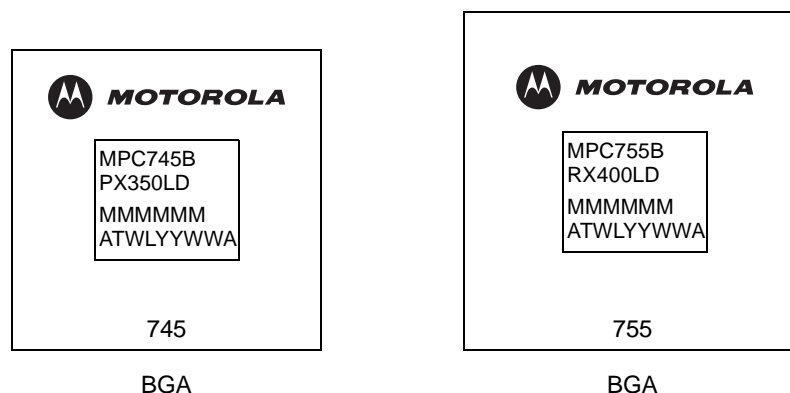 MOTOROLA
MPC745B
PX350LD
MMMMMM
ATWLYYWWA
745
BGA
MOTOROLA
MPC755B
RX400LD
MMMMMM
ATWLYYWWA
755
BGA